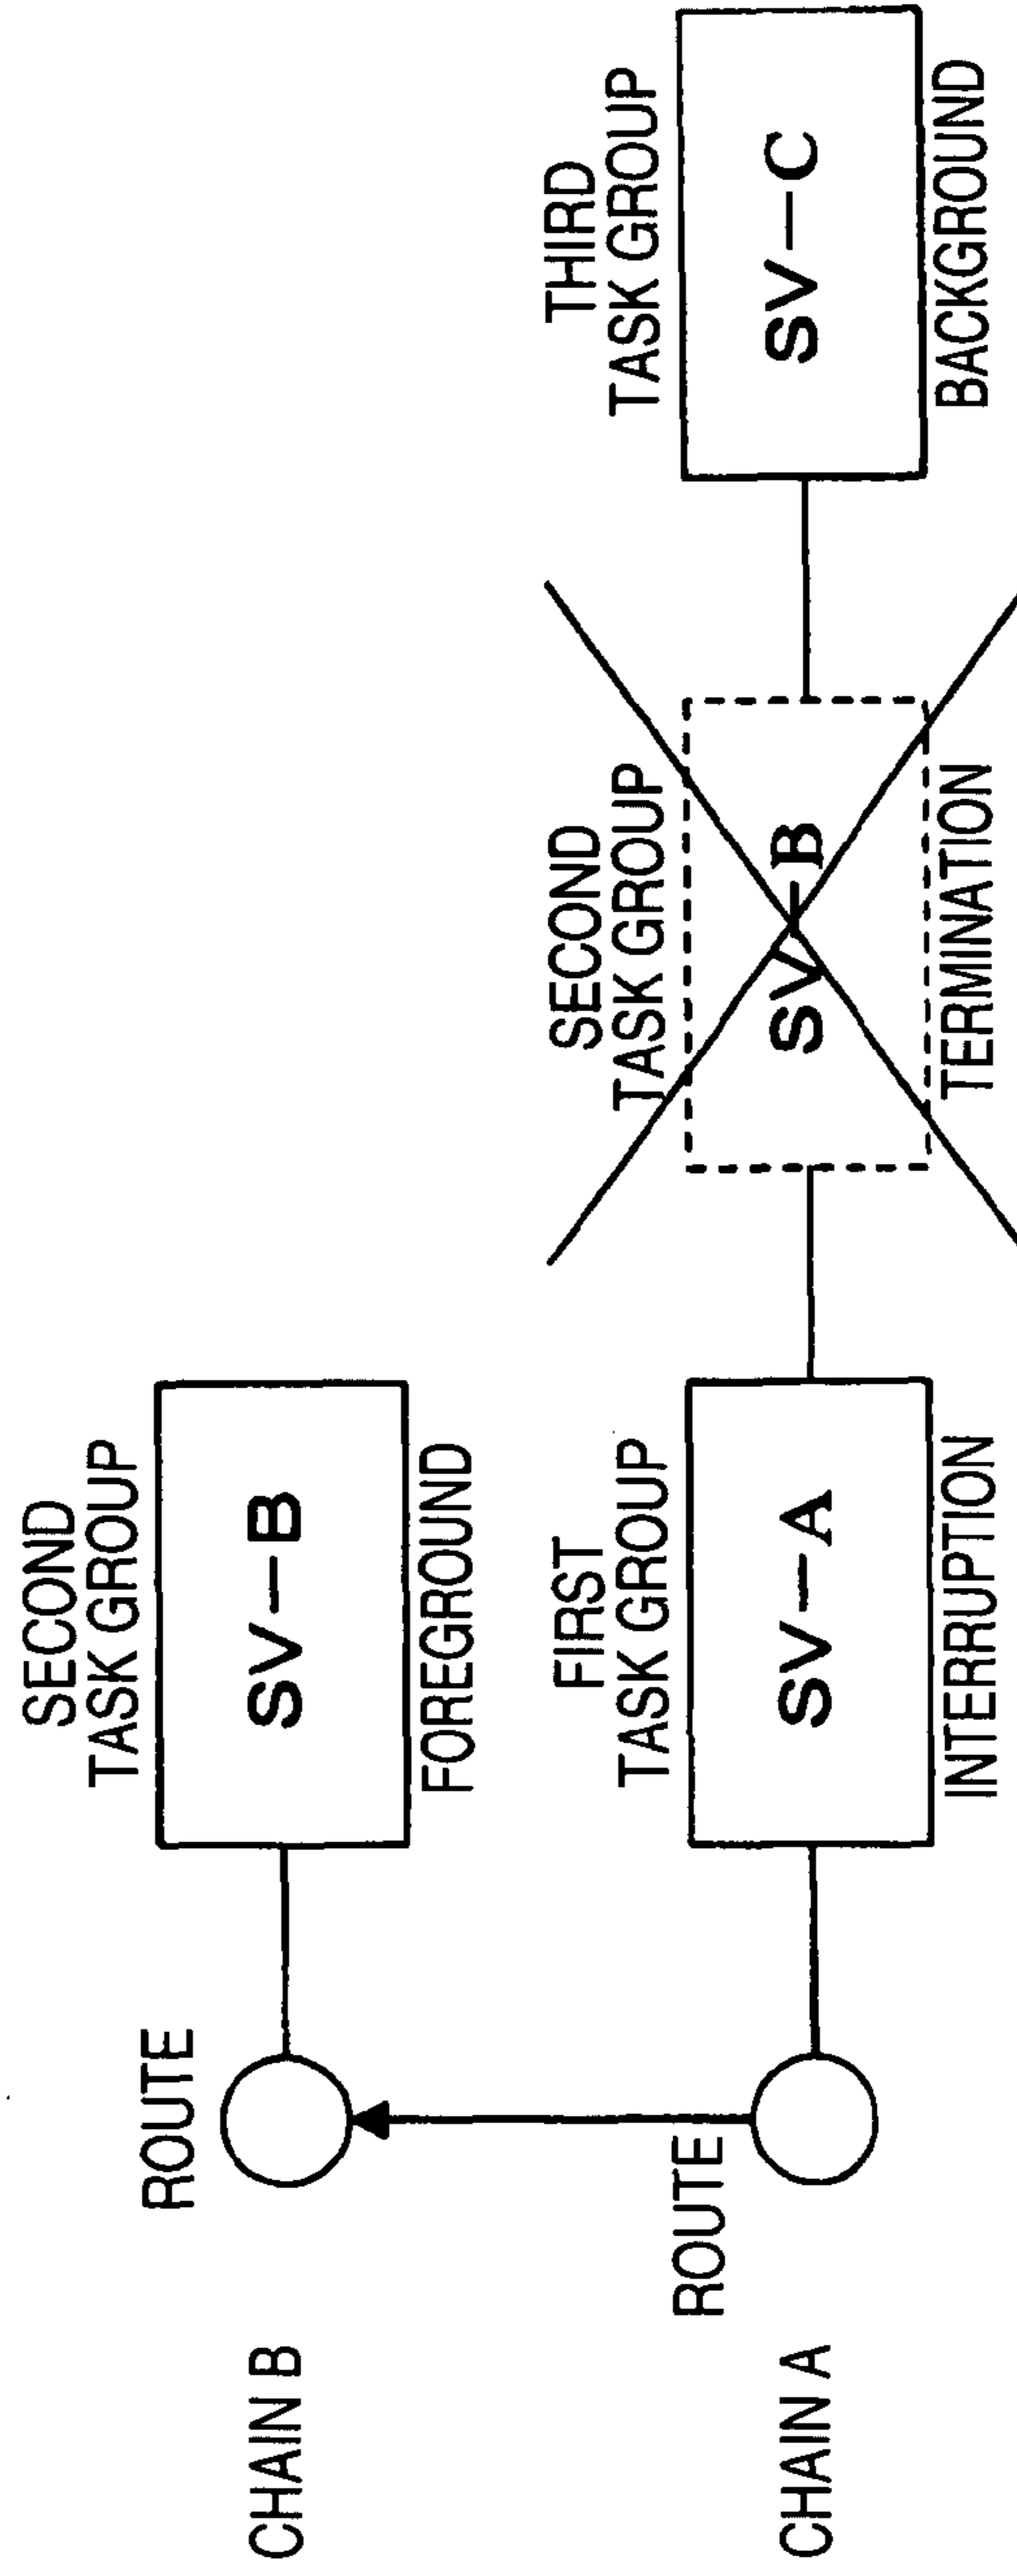 CHAIN B
ROUTE
SECOND
TASK GROUP
SV-B
FOREGROUND
CHAIN A
ROUTE
FIRST
TASK GROUP
SV-A
INTERRUPTION
SECOND
TASK GROUP
SV-B
TERMINATION
THIRD
TASK GROUP
SV-C
BACKGROUND